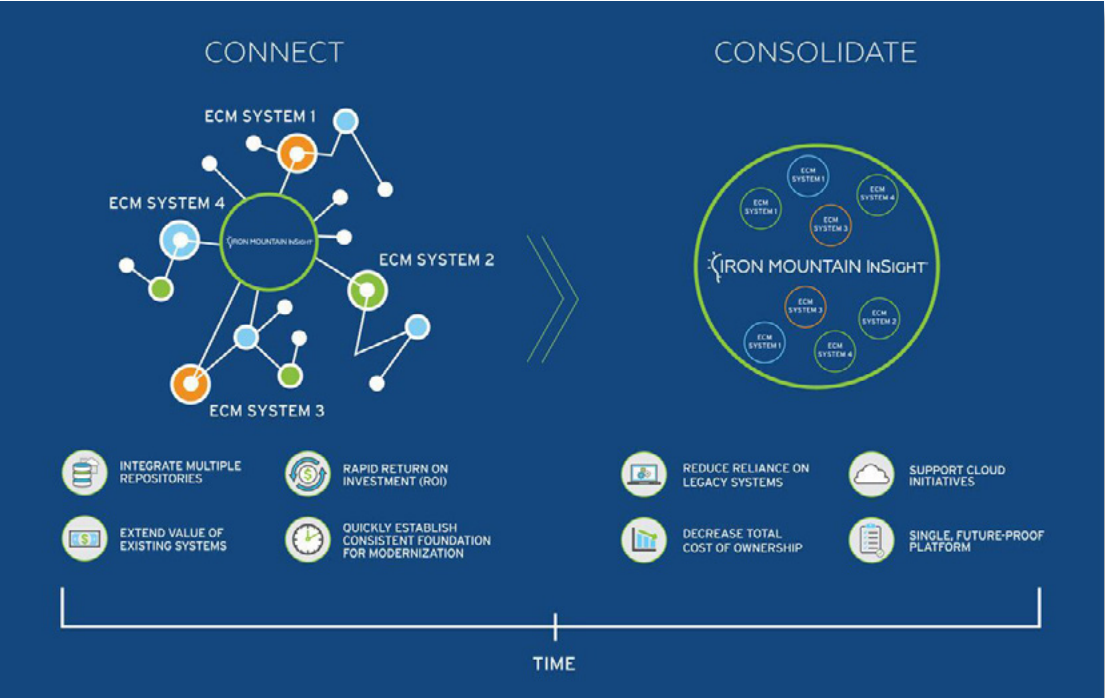 CONNECT
CONSOLIDATE
ECM SYSTEM 1
ECM SYSTEM 4
IRON MOUNTAIN INSIGHT
ECM SYSTEM 2
ECM SYSTEM 3
ECM
SYSTEM 1
ECM
SYSTEM 4
ECM
SYSTEM 1
ECM
SYSTEM 3
IRON MOUNTAIN INSIGHT
ECM
SYSTEM 3
ECM
SYSTEM 2
ECM
SYSTEM 1
ECM
SYSTEM 4
INTEGRATE MULTIPLE
REPOSITORIES
RAPID RETURN ON
INVESTMENT (ROI)
EXTEND VALUE OF
EXISTING SYSTEMS
QUICKLY ESTABLISH
CONSISTENT FOUNDATION
FOR MODERNIZATION
REDUCE RELIANCE ON
LEGACY SYSTEMS
SUPPORT CLOUD
INITIATIVES
DECREASE TOTAL
COST OF OWNERSHIP
SINGLE, FUTURE-PROOF
PLATFORM
TIME